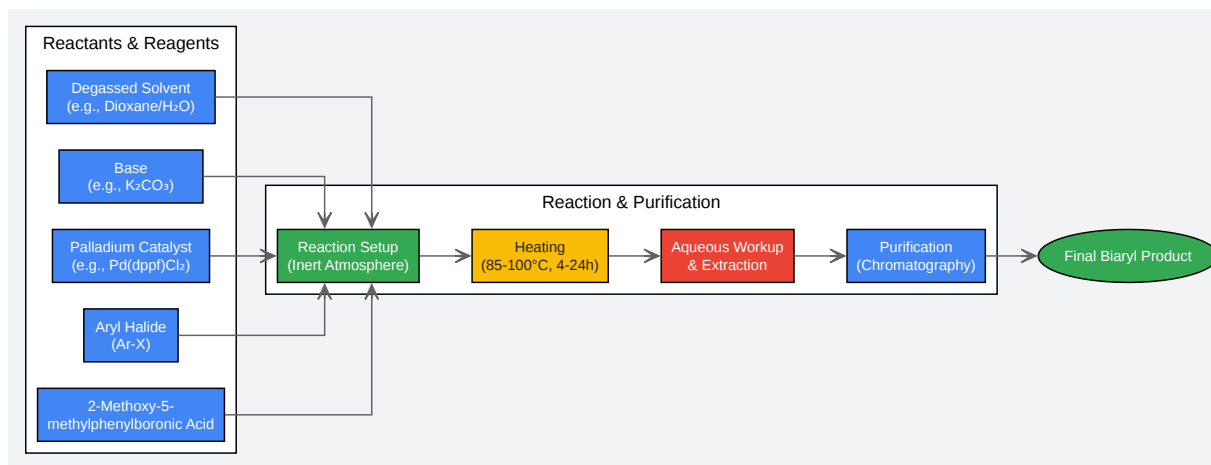 Reactants & Reagents
Degassed Solvent
(e.g., Dioxane/H₂O)
Base
(e.g., K₂CO₃)
Palladium Catalyst
(e.g., Pd(dppf)Cl₂)
Aryl Halide
(Ar-X)
2-Methoxy-5-
methylphenylboronic Acid
Reaction & Purification
Reaction Setup
(Inert Atmosphere)
Heating
(85-100°C, 4-24h)
Aqueous Workup
& Extraction
Purification
(Chromatography)
Final Biaryl Product